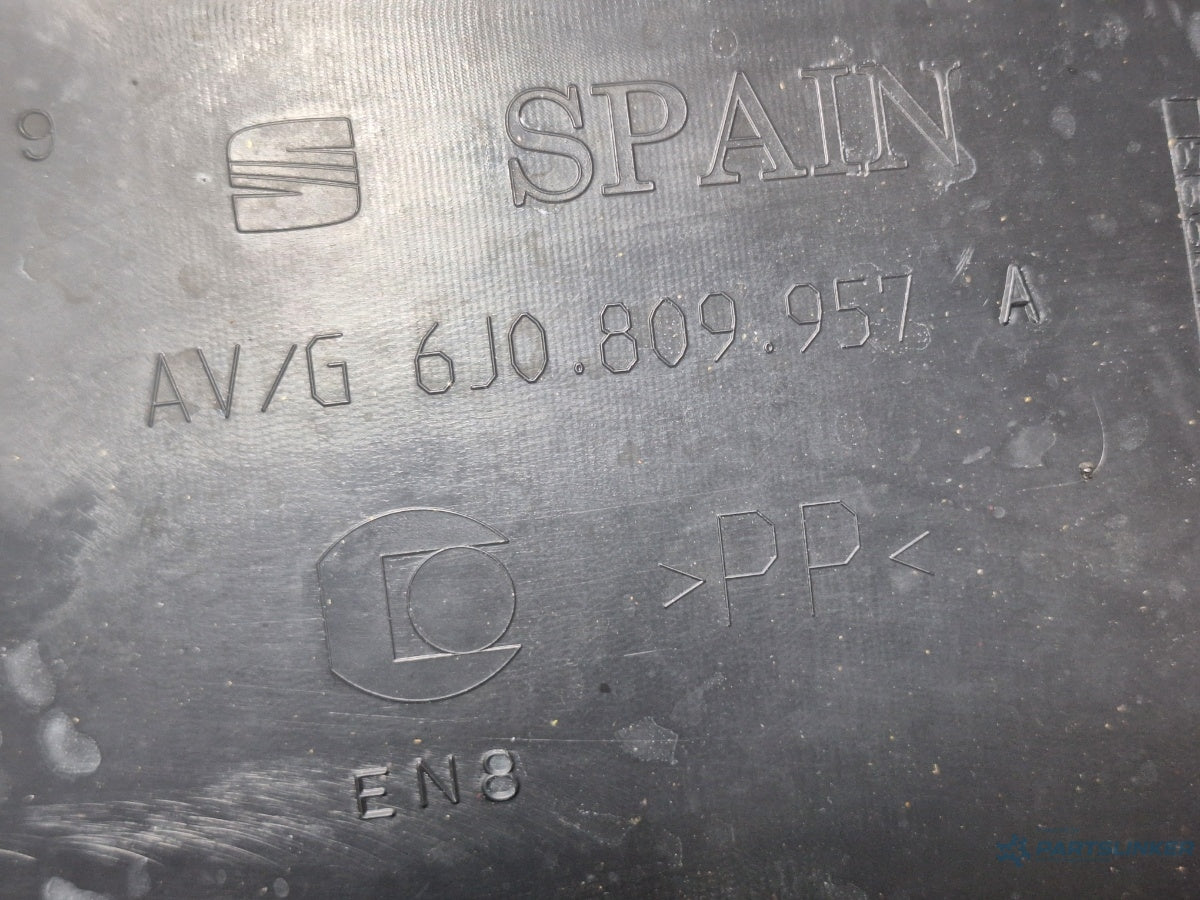 9
SPAIN
AV/G 6J0.809.957 A
>PP<
EN8